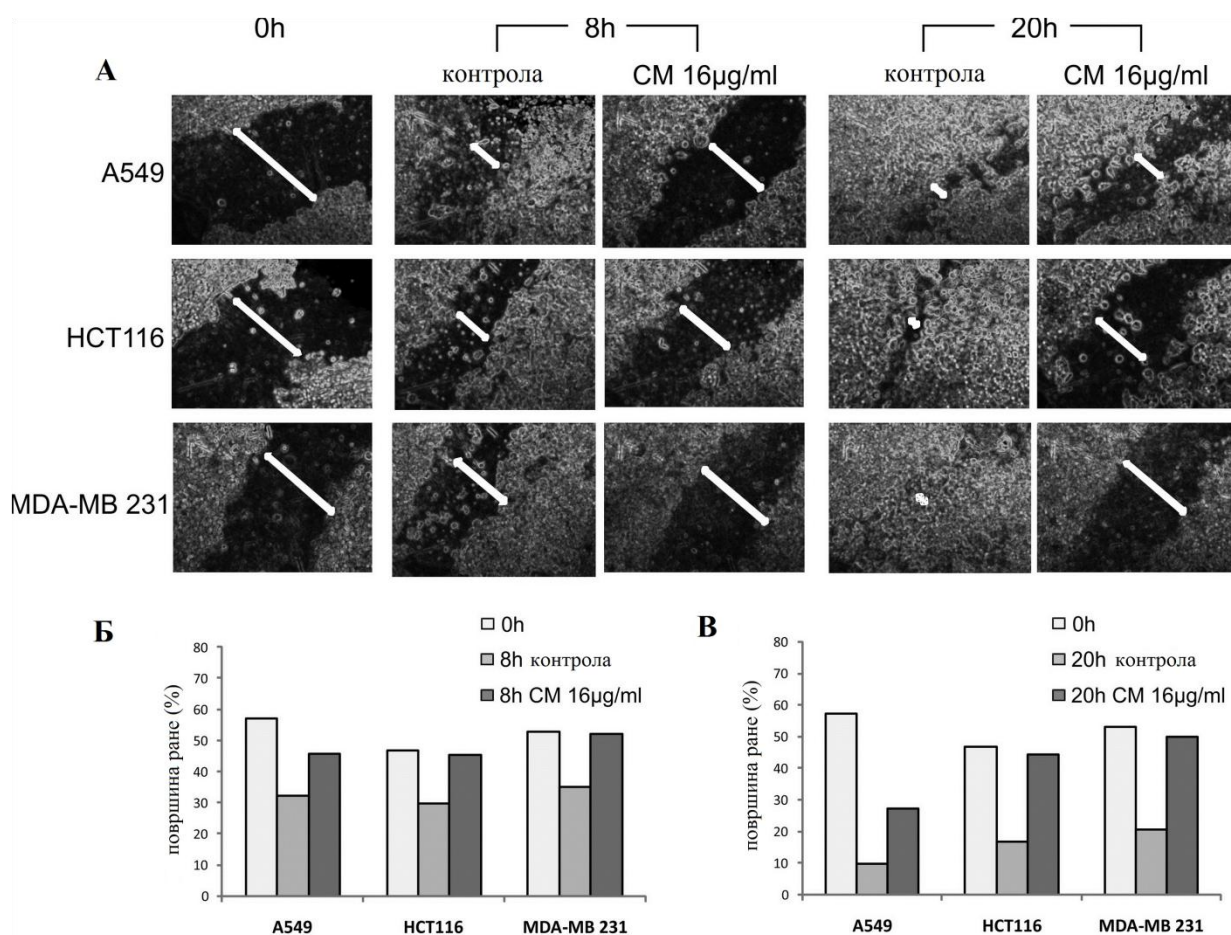 0h 8h 20h
А контрола CM 16µg/ml контрола CM 16µg/ml
A549
HCT116
MDA-MB 231
Б
0h
8h контрола
8h CM 16µg/ml
површина ране (%)
80
70
60
50
40
30
20
10
0
A549 HCT116 MDA-MB 231
В
0h
20h контрола
20h CM 16µg/ml
површина ране (%)
80
70
60
50
40
30
20
10
0
A549 HCT116 MDA-MB 231